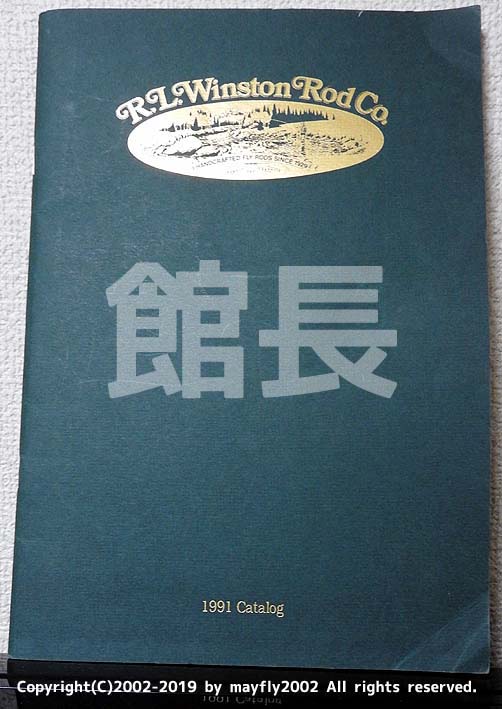 R.L.Winston Rod Co.
HANDCRAFTED FLY RODS SINCE 1929
館長
1991 Catalog
Copyright(C)2002-2019 by mayfly2002 All rights reserved.